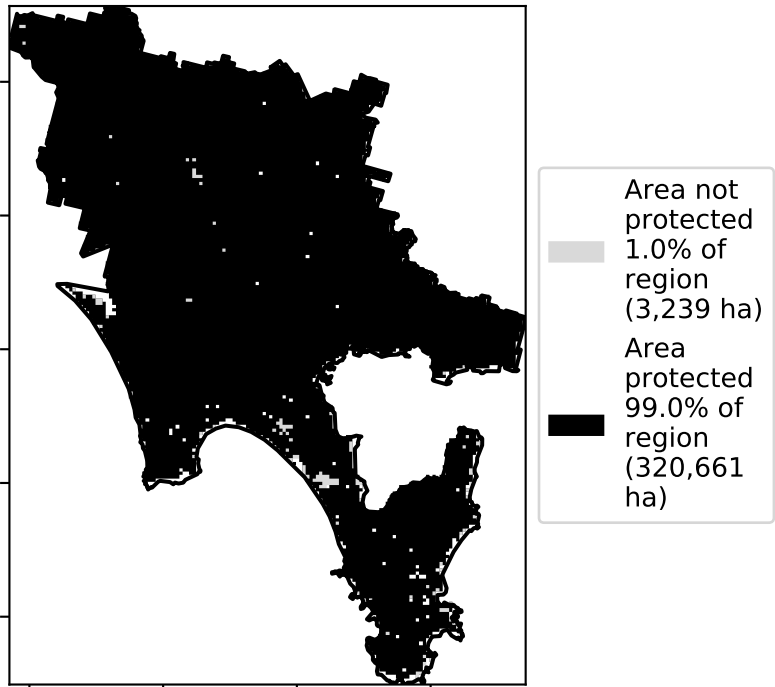 Area not
protected
1.0% of
region
(3,239 ha)
Area
protected
99.0% of
region
(320,661
ha)